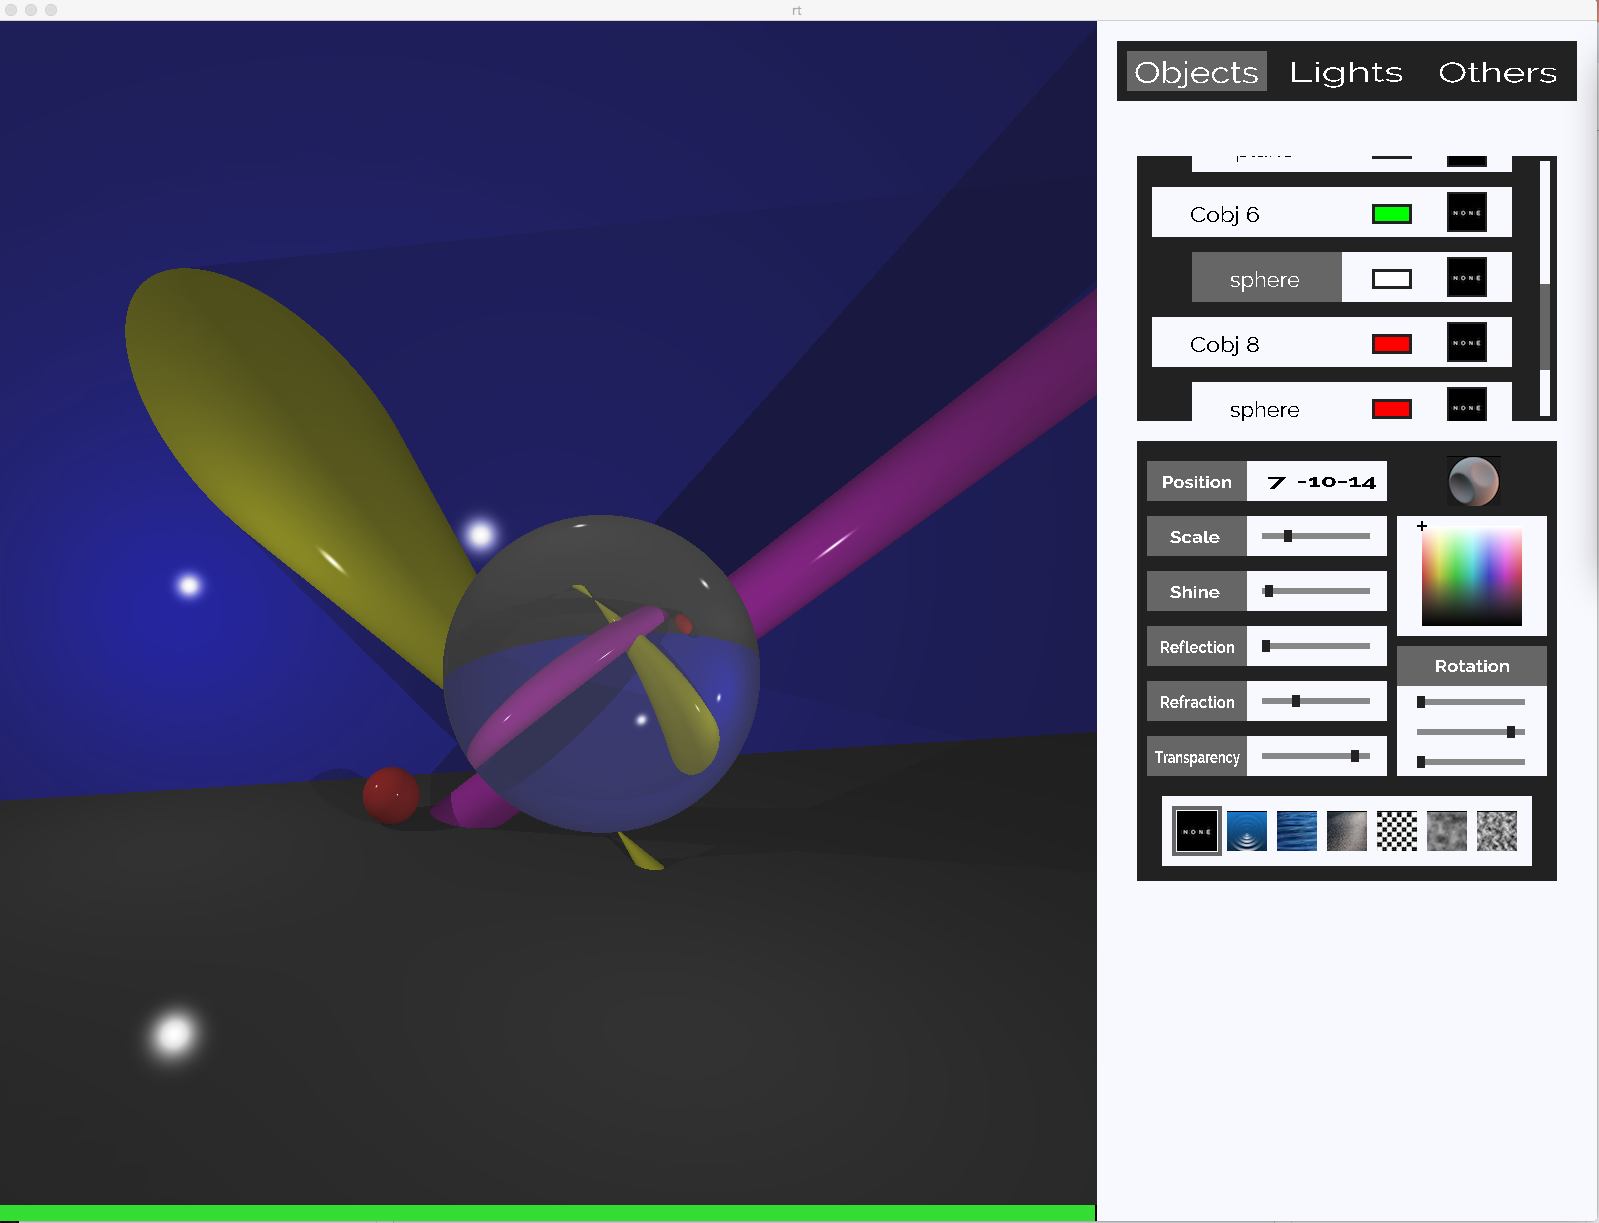 rt
Objects Lights Others
Cobj 6 NONE
sphere NONE
Cobj 8 NONE
sphere NONE
Position 7 -10 -14
Scale
Shine
Reflection
Rotation
Refraction
Transparency
NONE